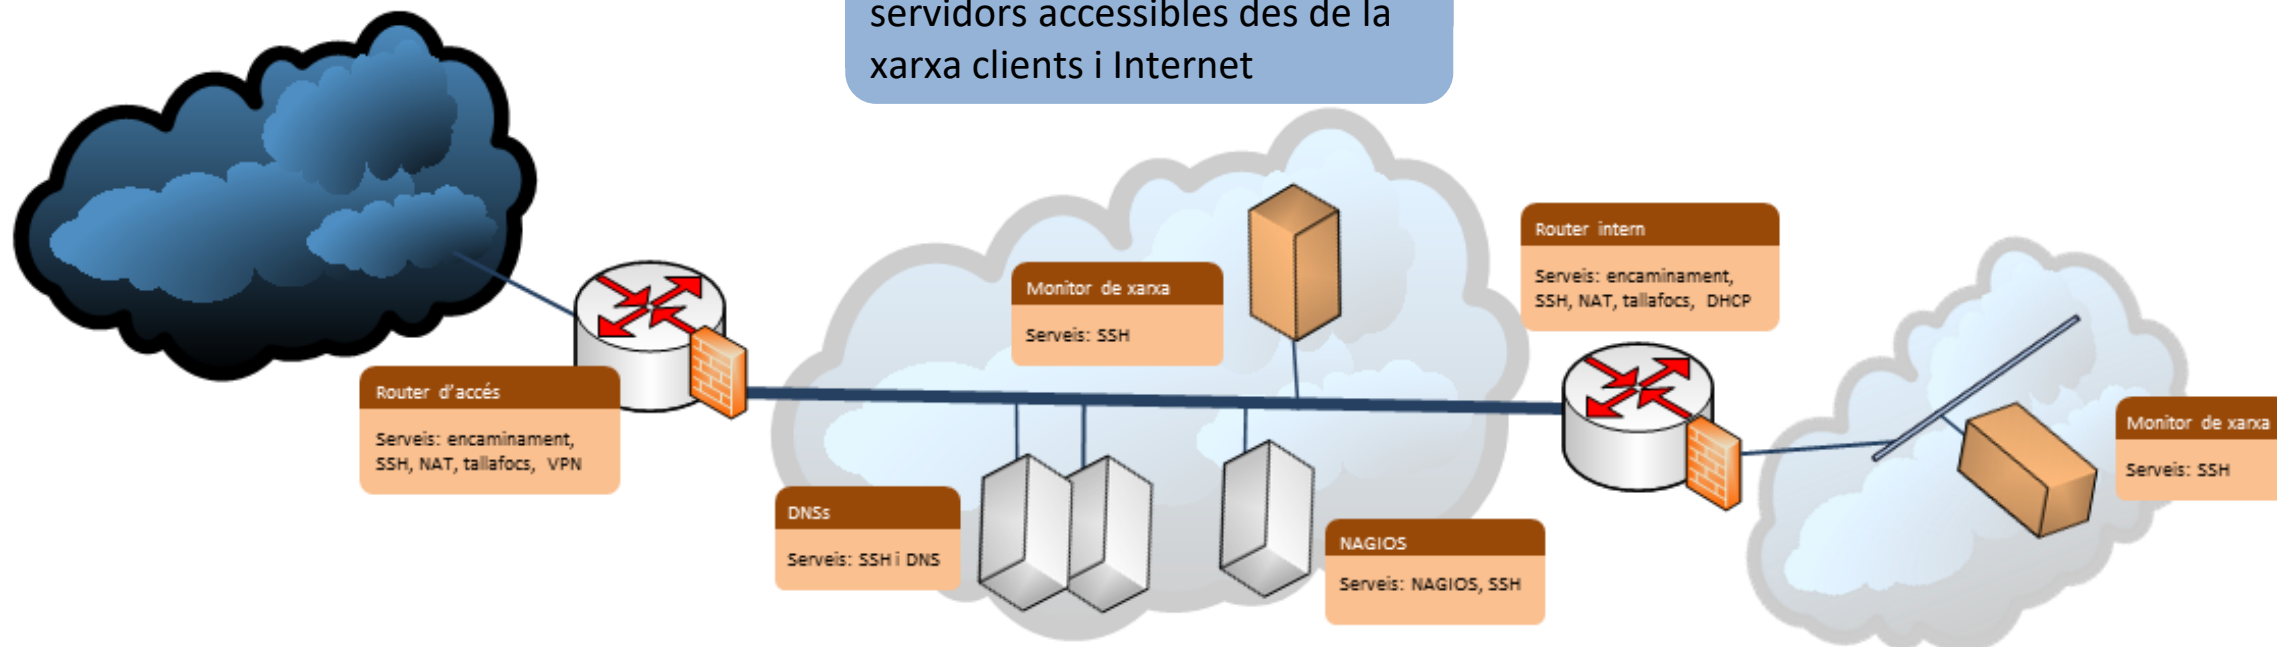 servidors accessibles des de la
xarxa clients i Internet
Router intern
Serveis: encaminament,
SSH, NAT, tallafocs, DHCP
Monitor de xarxa
Serveis: SSH
Router d'accés
Serveis: encaminament,
SSH, NAT, tallafocs, VPN
Monitor de xarxa
Serveis: SSH
DNSs
Serveis: SSH i DNS
NAGIOS
Serveis: NAGIOS, SSH